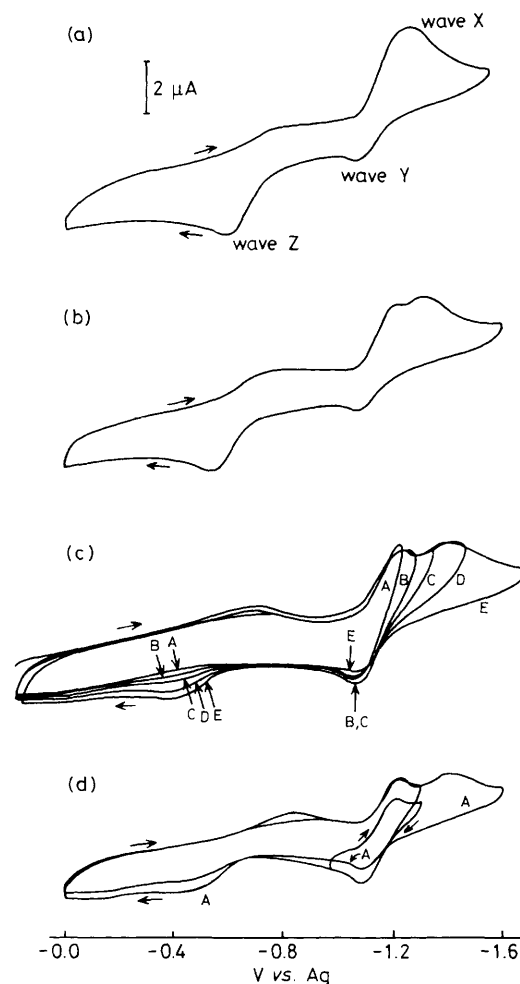 (a)
wave X
2 μA
wave Y
wave Z
(b)
(c)
A B C D E
B A
E
C D E
B,C
(d)
A
A
A
-0.0 -0.4 -0.8 -1.2 -1.6
V vs. Ag